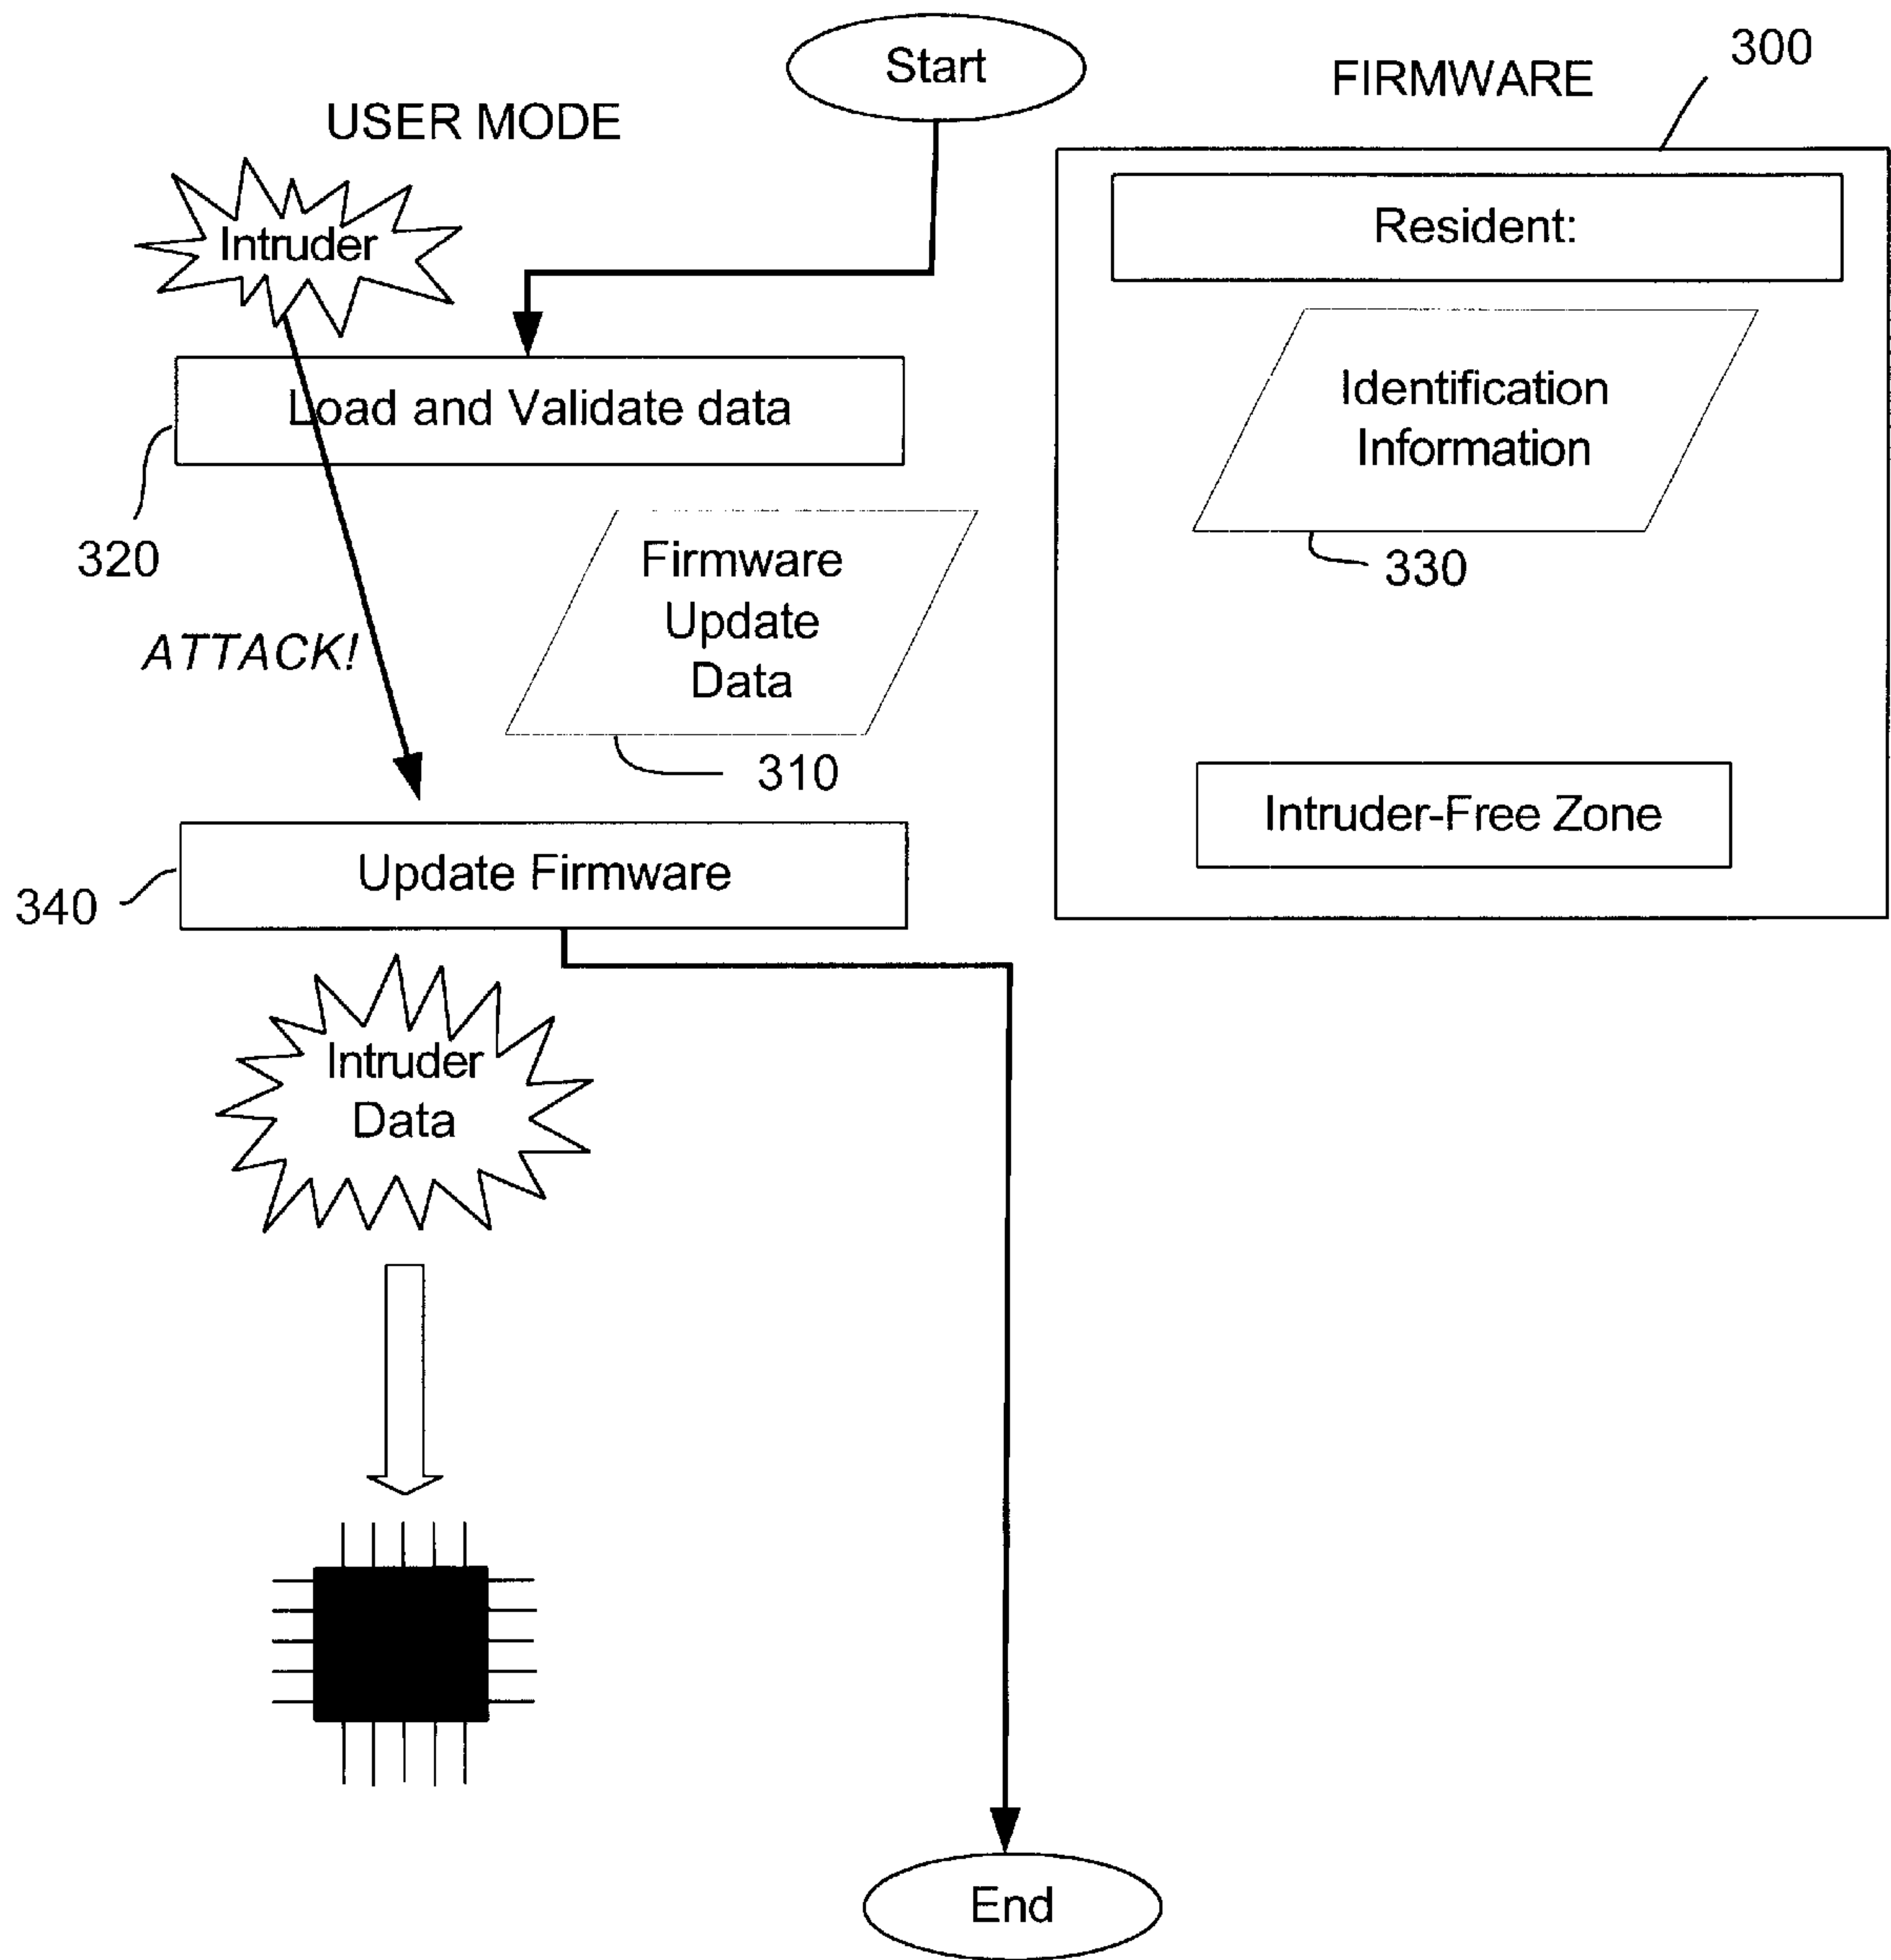 Start
300
FIRMWARE
USER MODE
Resident:
Intruder
Identification
Information
Load and Validate data
320
330
Firmware
Update
Data
ATTACK!
310
Intruder-Free Zone
Update Firmware
340
Intruder
Data
End